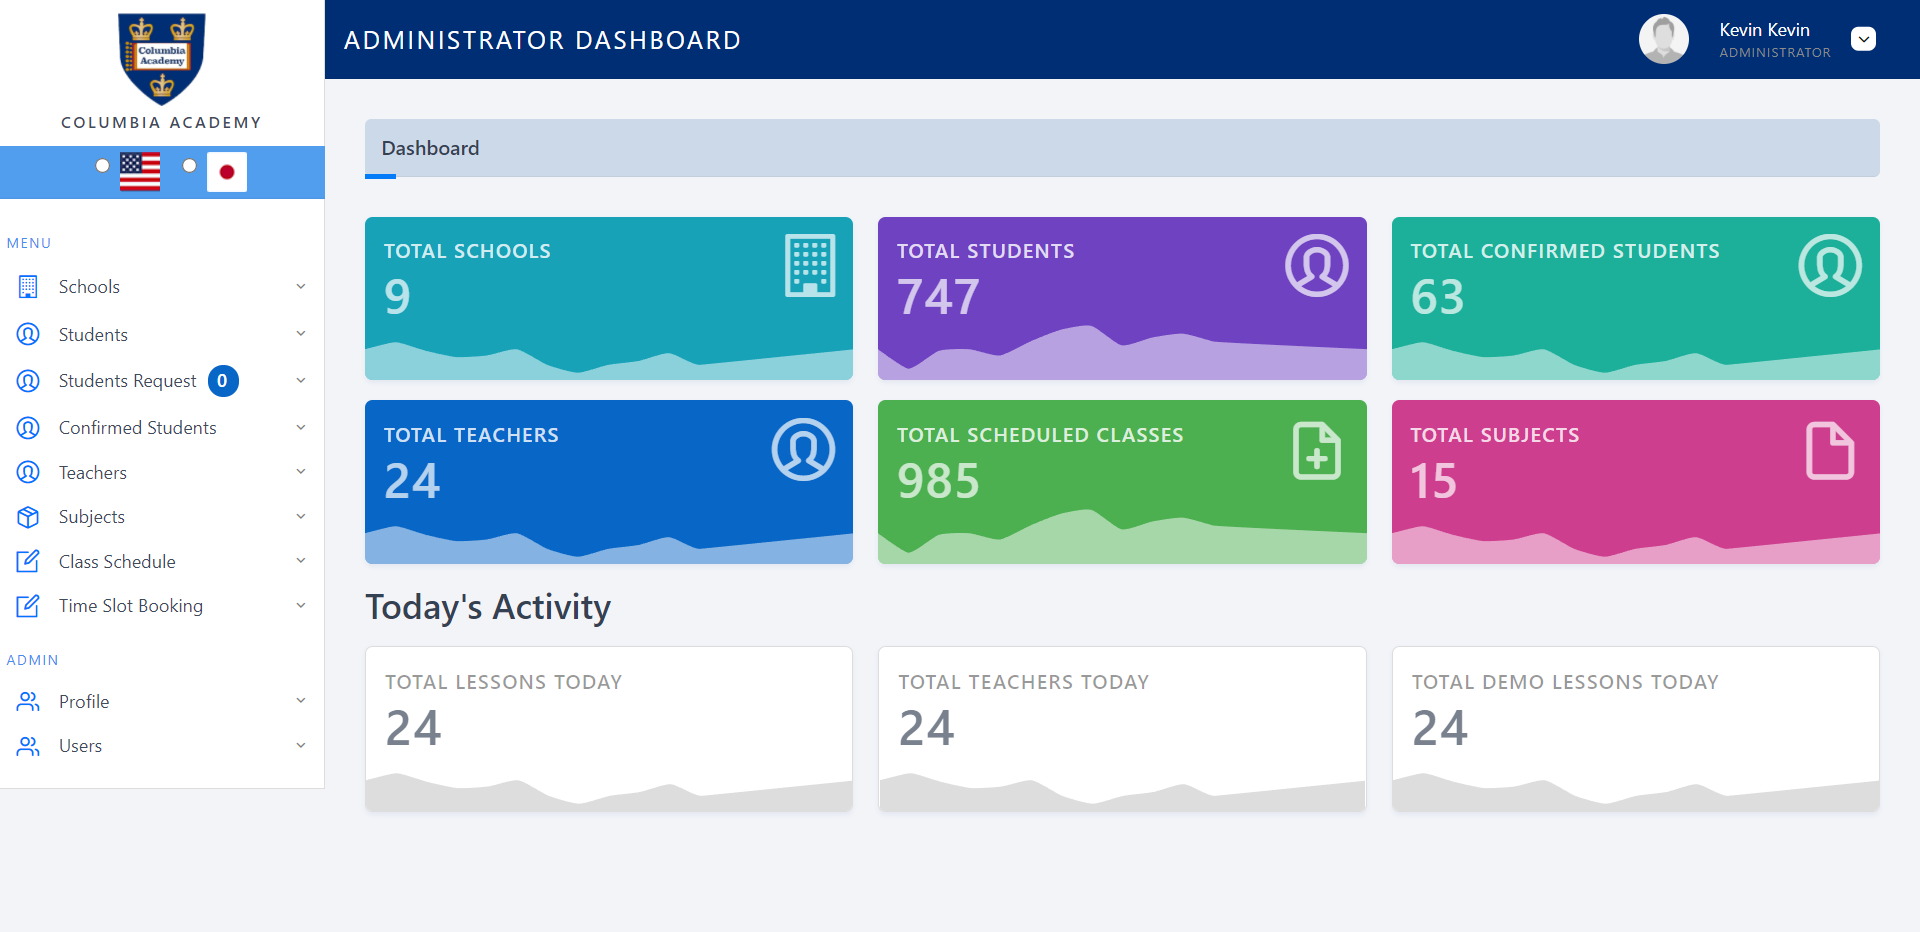 Columbia
Academy
COLUMBIA ACADEMY
ADMINISTRATOR DASHBOARD
Kevin Kevin
ADMINISTRATOR
MENU
Schools
Students
Students Request 0
Confirmed Students
Teachers
Subjects
Class Schedule
Time Slot Booking
ADMIN
Profile
Users
Dashboard
TOTAL SCHOOLS
9
TOTAL STUDENTS
747
TOTAL CONFIRMED STUDENTS
63
TOTAL TEACHERS
24
TOTAL SCHEDULED CLASSES
985
TOTAL SUBJECTS
15
Today's Activity
TOTAL LESSONS TODAY
24
TOTAL TEACHERS TODAY
24
TOTAL DEMO LESSONS TODAY
24